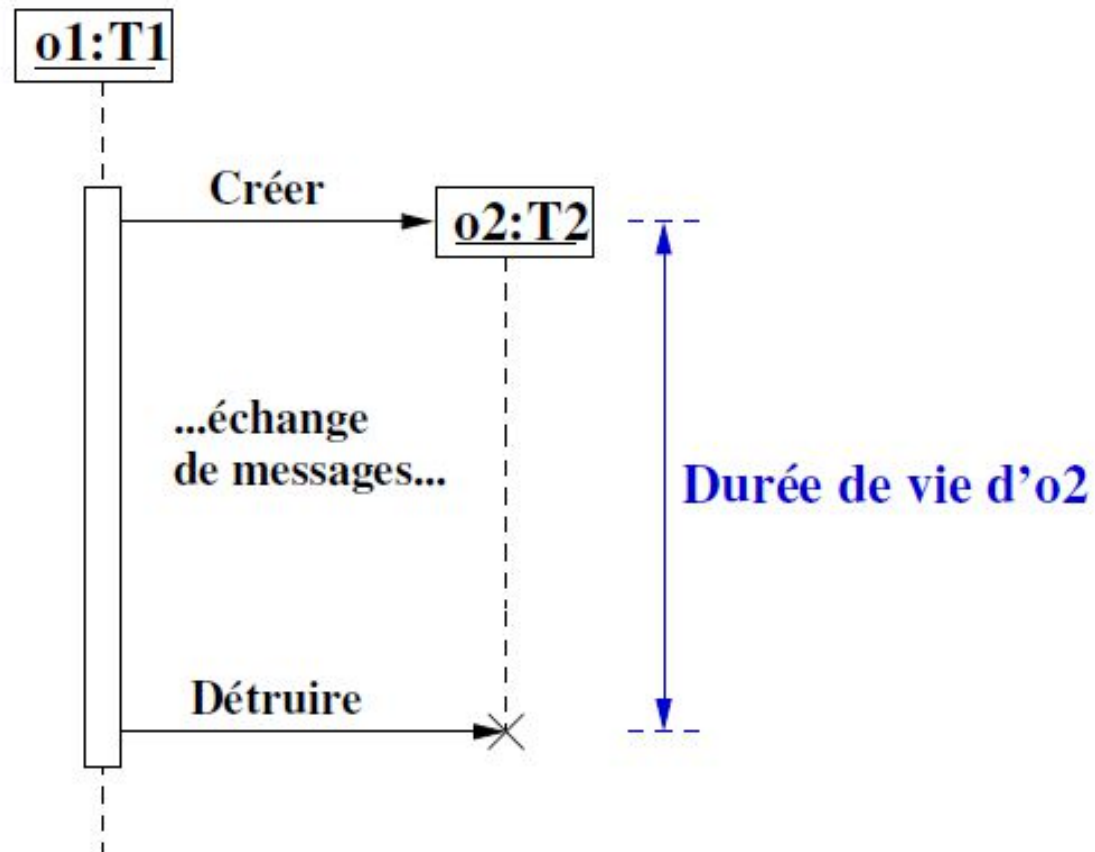 o1:T1
Créer
o2:T2
...échange
de messages...
Durée de vie d'o2
Détruire